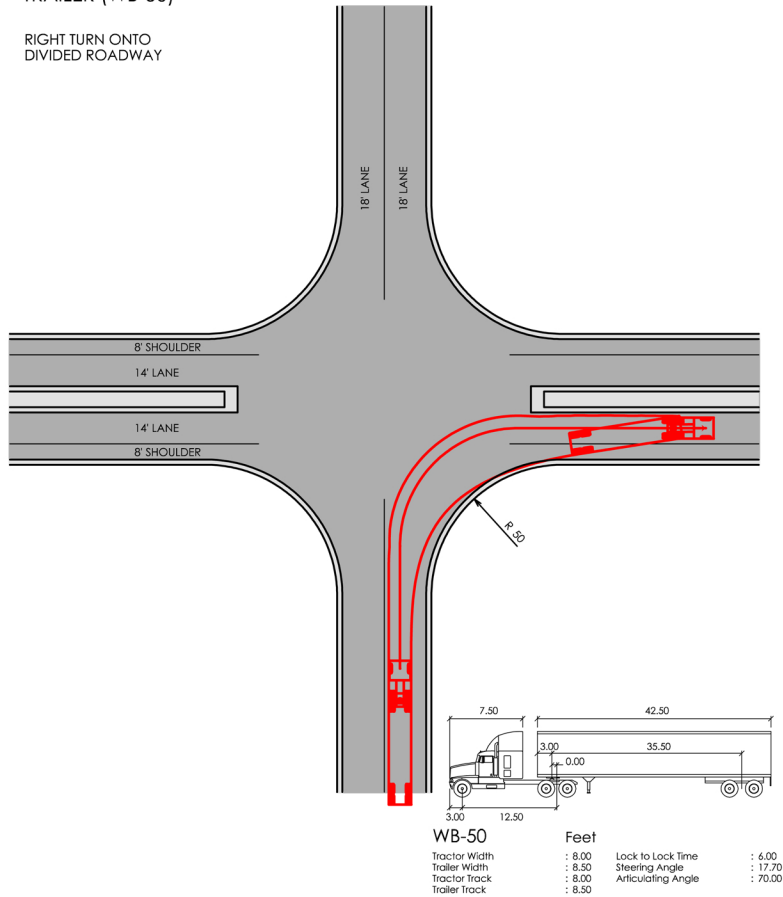 RIGHT TURN ONTO
DIVIDED ROADWAY
18' LANE
18' LANE
8' SHOULDER
14' LANE
14' LANE
8' SHOULDER
R 50
7.50
42.50
3.00
35.50
0.00
3.00
12.50
WB-50 Feet
Tractor Width : 8.00 Lock to Lock Time : 6.00
Trailer Width : 8.50 Steering Angle : 17.70
Tractor Track : 8.00 Articulating Angle : 70.00
Trailer Track : 8.50